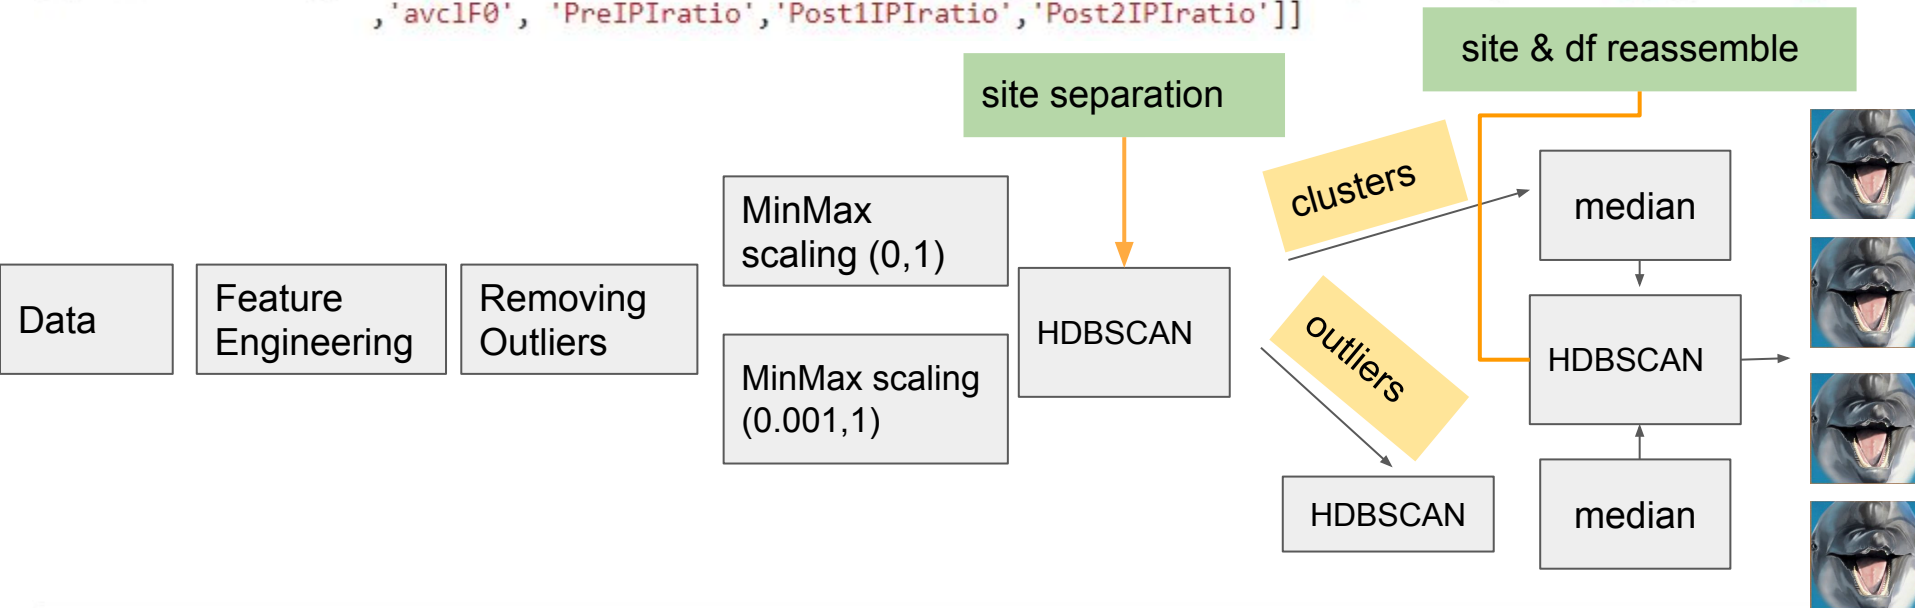 ,'avclF0', 'PreIPIratio','Post1IPIratio','Post2IPIratio']]
site separation
site & df reassemble
Data
Feature
Engineering
Removing
Outliers
MinMax
scaling (0,1)
MinMax scaling
(0.001,1)
HDBSCAN
clusters
outliers
HDBSCAN
median
HDBSCAN
median